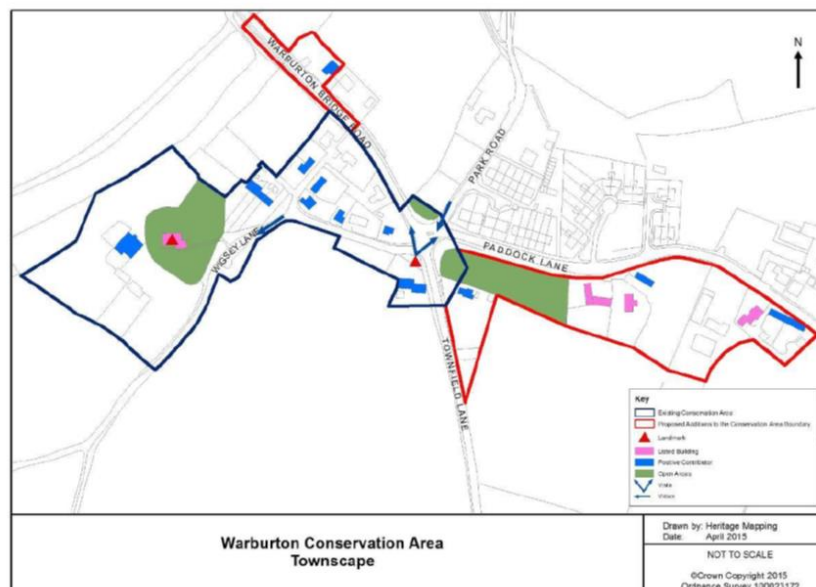 WARBURTON BRIDGE ROAD
N
PARK ROAD
WIGSEY LANE
PADDOCK LANE
TOWNFIELD LANE
Key
Existing Conservation Area
Proposed Additions to the Conservation Area Boundary
Landmark
Listed Building
Positive Contributor
Open Areas
Warburton Conservation Area
Townscape
Drawn by: Heritage Mapping
Date: April 2015
NOT TO SCALE
©Crown Copyright 2015
Ordnance Survey